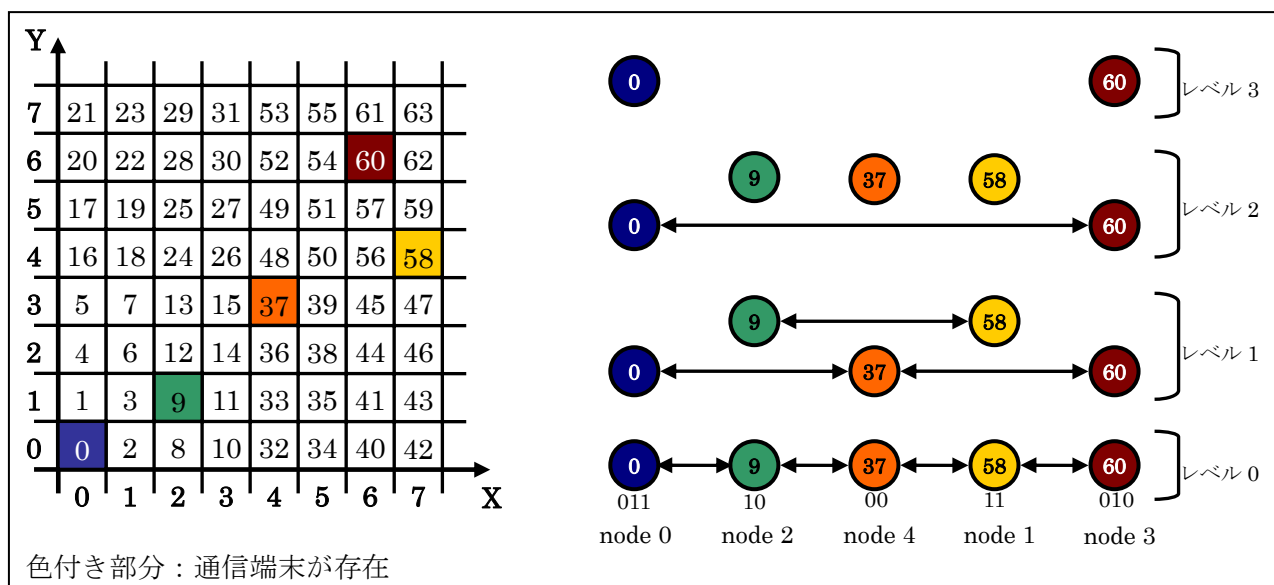 Y
7 21 23 29 31 53 55 61 63
6 20 22 28 30 52 54 60 62
5 17 19 25 27 49 51 57 59
4 16 18 24 26 48 50 56 58
3 5 7 13 15 37 39 45 47
2 4 6 12 14 36 38 44 46
1 1 3 9 11 33 35 41 43
0 0 2 8 10 32 34 40 42
0 1 2 3 4 5 6 7 X
色付き部分：通信端末が存在
0 60 レベル 3
9 37 58
0 60
レベル 2
9 58
0 37 60
レベル 1
0 9 37 58 60 レベル 0
011 10 00 11 010
node 0 node 2 node 4 node 1 node 3